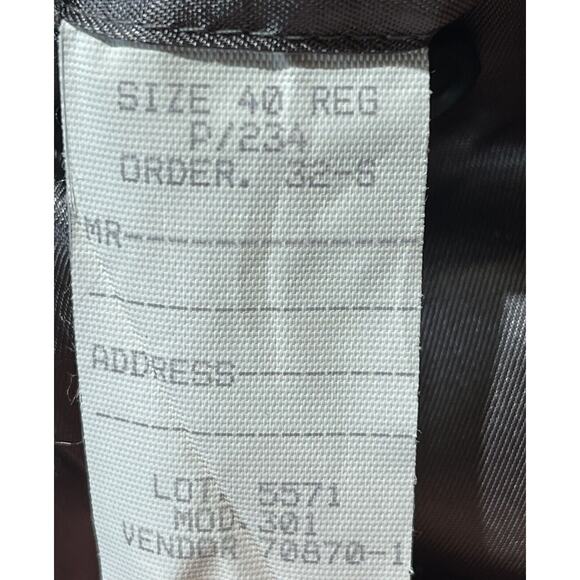 SIZE 40 REG
P/234
ORDER. 32-6
MR---------------
--------------------
ADDRESS-----------
--------------------
LOT. 5571
MOD. 301
VENDOR 70870-1